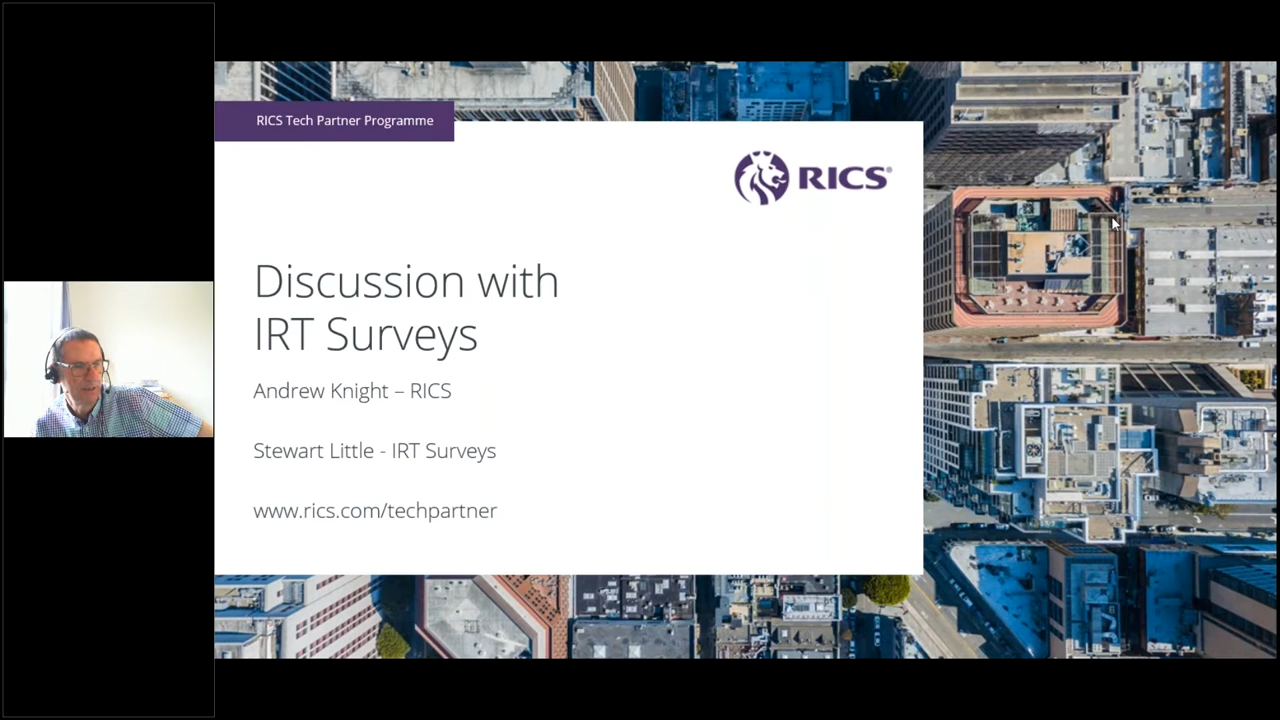 RICS Tech Partner Programme
RICS®
Discussion with
IRT Surveys
Andrew Knight – RICS
Stewart Little - IRT Surveys
www.rics.com/techpartner